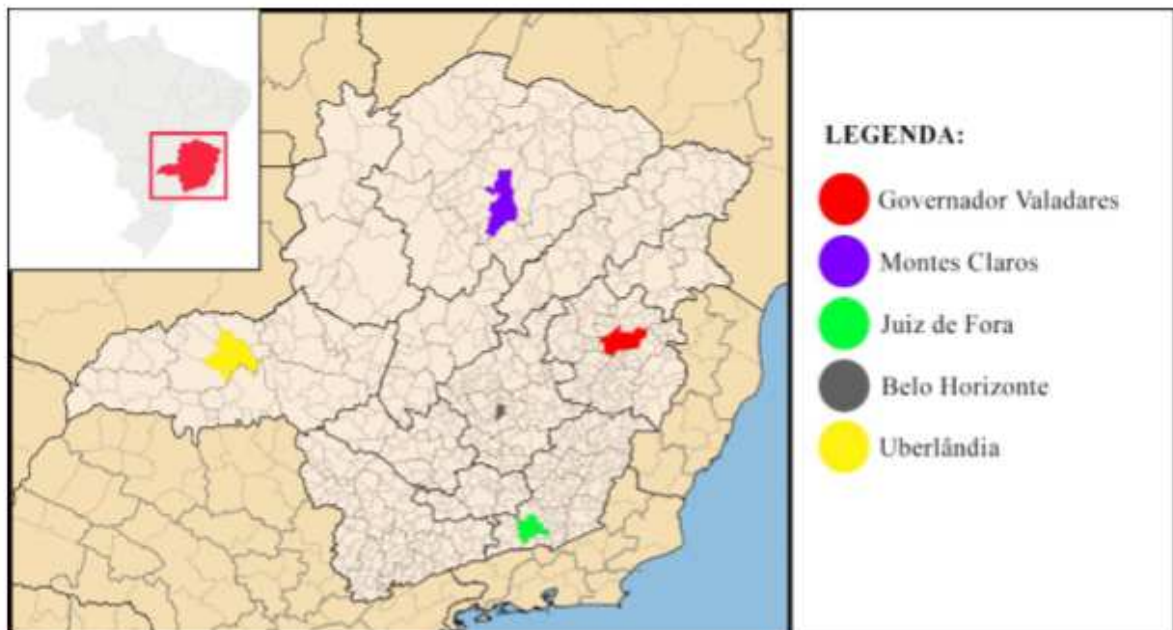 LEGENDA:
Governador Valadares
Montes Claros
Juiz de Fora
Belo Horizonte
Uberlândia